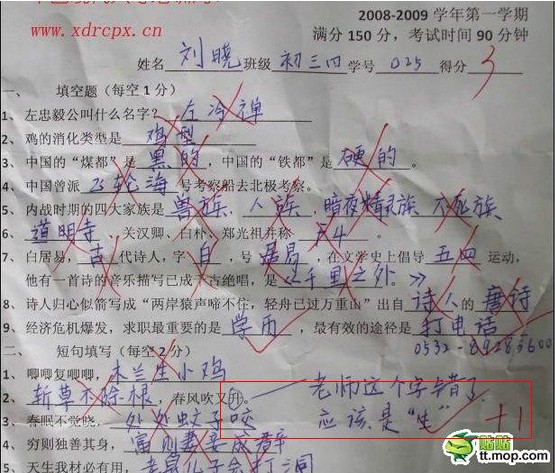 www.xdrcpx.cn
2008-2009 学年第一学期
满分 150 分，考试时间 90 分钟
姓名 刘晓 班级 初三四 学号 025 得分 3
一、 填空题（每空 1 分）
1、左忠毅公叫什么名字？ 左冷禅
2、鸡的消化类型是 鸡型
3、中国的“煤都”是 黑的 ，中国的“铁都”是 硬的 。
4、中国曾派 飞轮海 号考察船去北极考察。
5、内战时期的四大家族是 兽族、人族、暗夜精灵族 不死族
6、 道明寺 、关汉卿、白朴、郑光祖并称 F4 。
7、白居易， 古 代诗人，字 自 ，号 居易 ，在文学史上倡导 五四 运动，
他有一首诗的音乐描写已成千古绝唱，是 《千里之外。》
8、诗人归心似箭写成“两岸猿声啼不住，轻舟已过万重山”出自 诗人 的 唐诗
9、经济危机爆发，求职最重要的是 学历 ，最有效的途径是 打电话
0532-
二、 短句填写（每空 2 分）
1、唧唧复唧唧， 木兰生小鸡
2、 斩草不除根 ，春风吹又升。 老师这个字错了
应该是“生” +1
3、春眠不觉晓， 处处蚊子咬
4、穷则独善其身， 富则妻妾成群
5、天生我材必有用， 老鼠儿子会打洞
贴贴
tt.mop.com